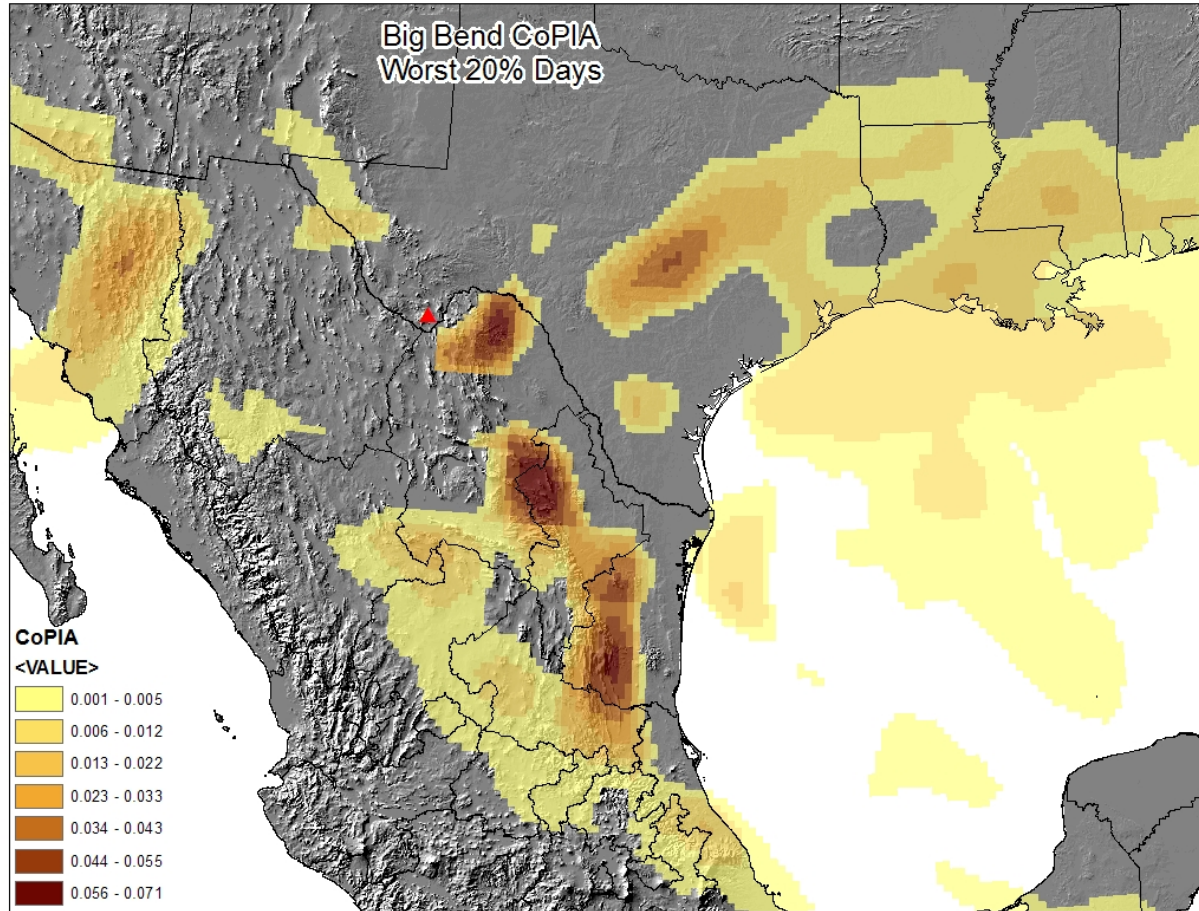 Big Bend CoPIA
Worst 20% Days
CoPIA
<VALUE>
0.001 - 0.005
0.006 - 0.012
0.013 - 0.022
0.023 - 0.033
0.034 - 0.043
0.044 - 0.055
0.056 - 0.071